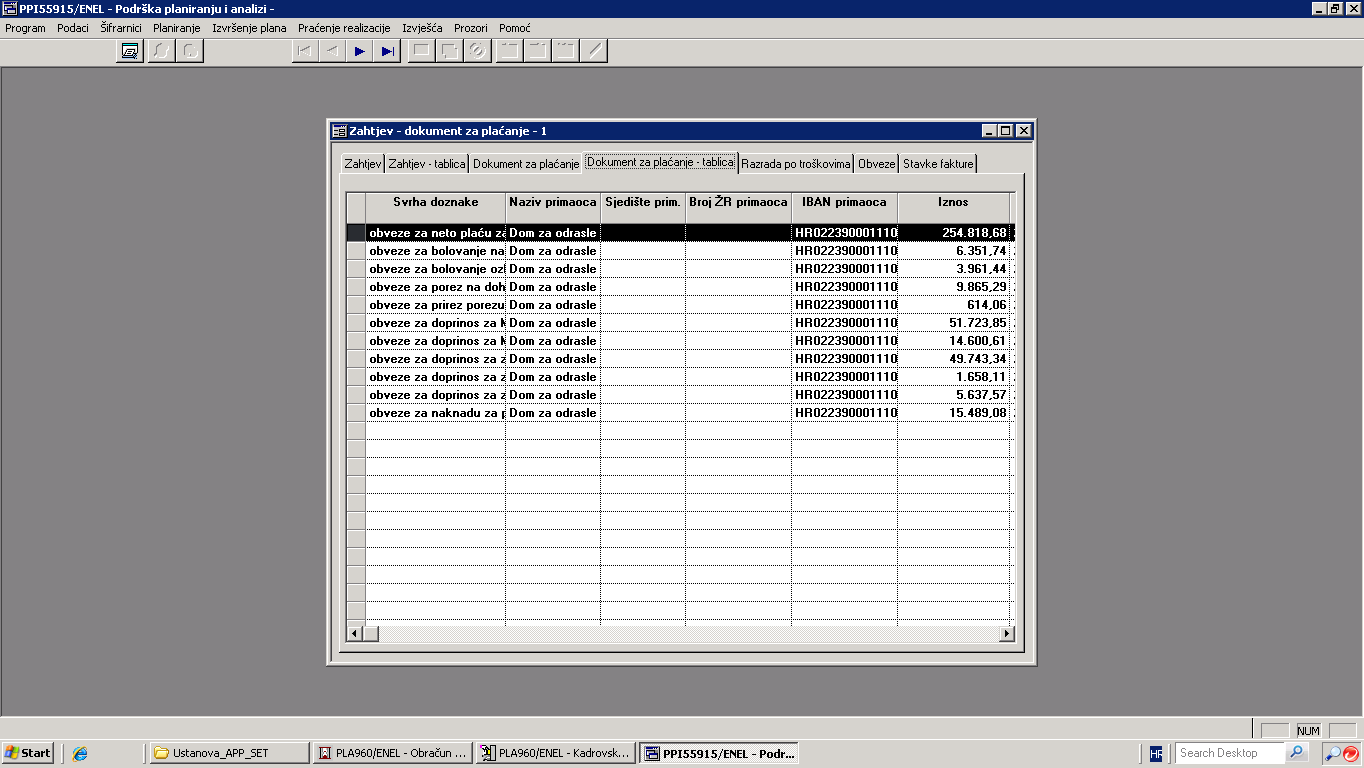 PPI55915/ENEL - Podrška planiranju i analizi -
Program Podaci Šifrarnici Planiranje Izvršenje plana Praćenje realizacije Izvješća Prozori Pomoć
Zahtjev - dokument za plaćanje - 1
Zahtjev Zahtjev - tablica Dokument za plaćanje Dokument za plaćanje - tablica Razrada po troškovima Obveze Stavke fakture
Svrha doznake Naziv primaoca Sjedište prim. Broj ŽR primaoca IBAN primaoca Iznos
obveze za neto plaću za Dom za odrasle HR022390001110 254.818,68
obveze za bolovanje na Dom za odrasle HR022390001110 6.351,74
obveze za bolovanje ozl Dom za odrasle HR022390001110 3.961,44
obveze za porez na doh Dom za odrasle HR022390001110 9.865,29
obveze za prirez porezu Dom za odrasle HR022390001110 614,06
obveze za doprinos za M Dom za odrasle HR022390001110 51.723,85
obveze za doprinos za M Dom za odrasle HR022390001110 14.600,61
obveze za doprinos za z Dom za odrasle HR022390001110 49.743,34
obveze za doprinos za z Dom za odrasle HR022390001110 1.658,11
obveze za doprinos za z Dom za odrasle HR022390001110 5.637,57
obveze za naknadu za p Dom za odrasle HR022390001110 15.489,08
NUM
Start Ustanova_APP_SET PLA960/ENEL - Obračun ... PLA960/ENEL - Kadrovsk... PPI55915/ENEL - Podr... HR Search Desktop